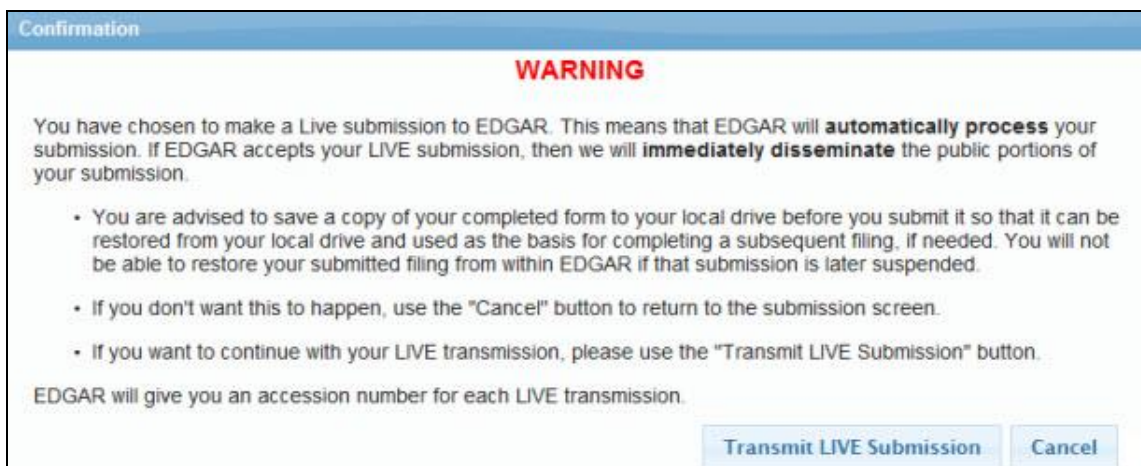 Confirmation
WARNING
You have chosen to make a Live submission to EDGAR. This means that EDGAR will automatically process your
submission. If EDGAR accepts your LIVE submission, then we will immediately disseminate the public portions of
your submission.
• You are advised to save a copy of your completed form to your local drive before you submit it so that it can be
restored from your local drive and used as the basis for completing a subsequent filing, if needed. You will not
be able to restore your submitted filing from within EDGAR if that submission is later suspended.
• If you don't want this to happen, use the "Cancel" button to return to the submission screen.
• If you want to continue with your LIVE transmission, please use the "Transmit LIVE Submission" button.
EDGAR will give you an accession number for each LIVE transmission.
Transmit LIVE Submission Cancel